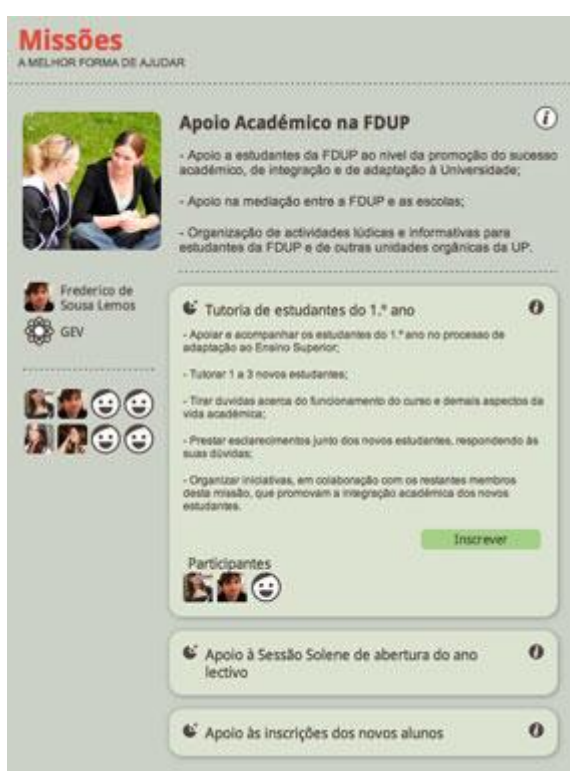 Missões
A MELHOR FORMA DE AJUDAR
Apoio Académico na FDUP
- Apoio a estudantes da FDUP ao nivel da promoção do sucesso
académico, de integração e de adaptação à Universidade;
- Apoio na mediação entre a FDUP e as escolas;
- Organização de actividades lúdicas e informativas para
estudantes da FDUP e de outras unidades orgânicas da UP.
Frederico de
Sousa Lemos
GEV
Tutoria de estudantes do 1.º ano
- Apoiar e acompanhar os estudantes do 1.º ano no processo de
adaptação ao Ensino Superior;
- Tutorar 1 a 3 novos estudantes;
- Tirar duvidas acerca do funcionamento do curso e demais aspectos da
vida académica;
- Prestar esclarecimentos junto dos novos estudantes, respondendo às
suas dúvidas;
- Organizar iniciativas, em colaboração com os restantes membros
desta missão, que promovam a integração académica dos novos
estudantes.
Inscrever
Participantes
Apoio à Sessão Solene de abertura do ano
lectivo
Apoio às inscrições dos novos alunos